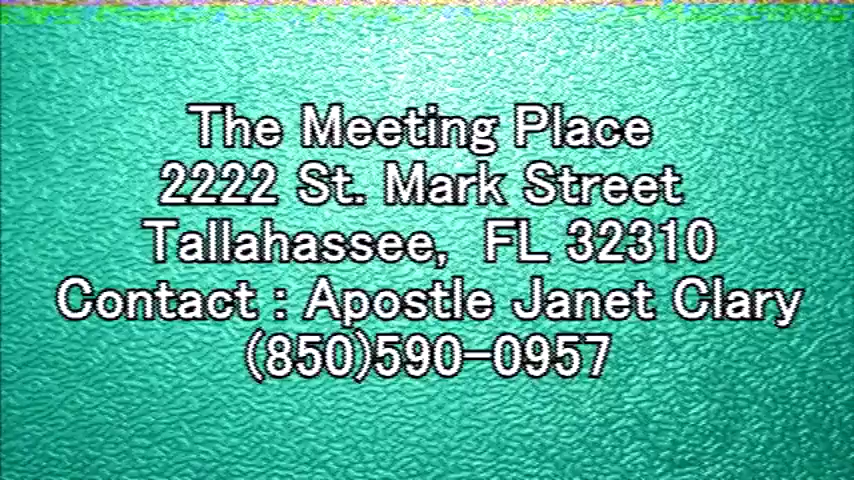 The Meeting Place
2222 St. Mark Street
Tallahassee, FL 32310
Contact : Apostle Janet Clary
(850)590-0957